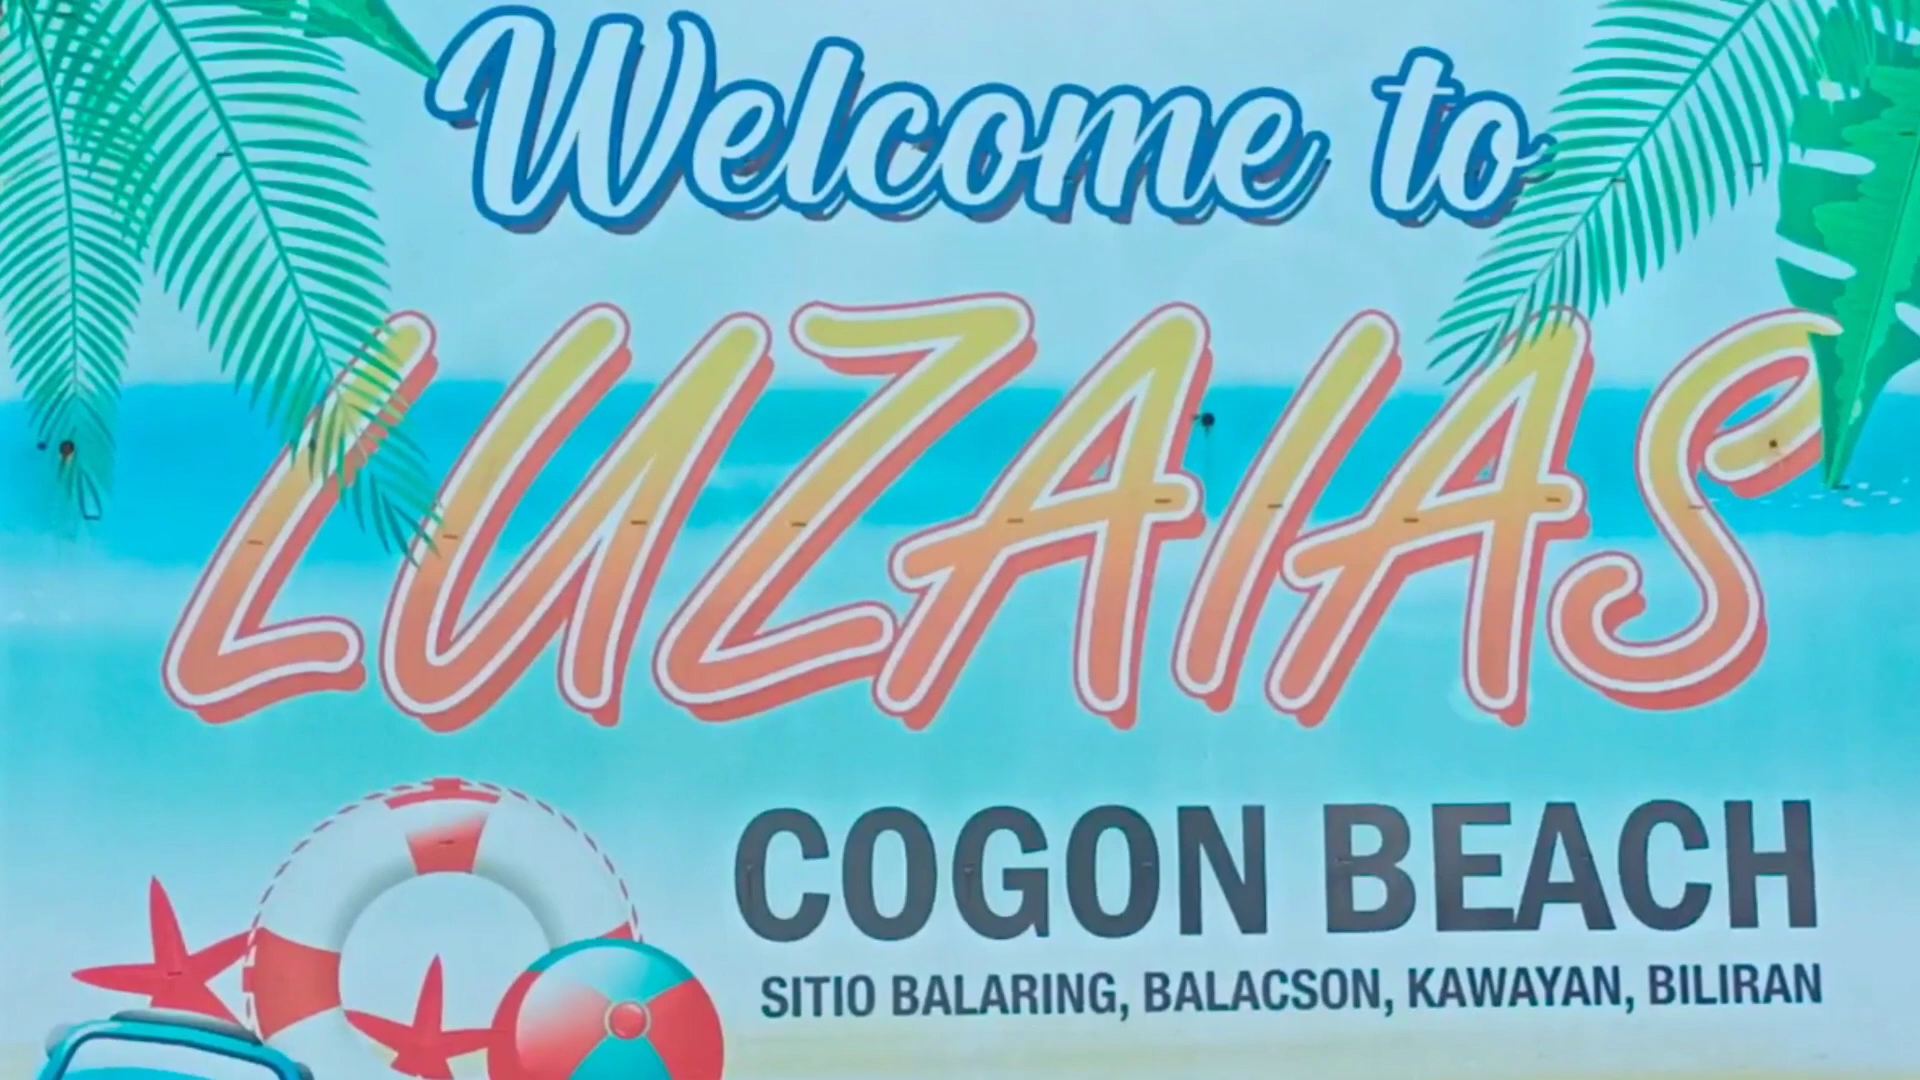 Welcome to
LUZAIAS
COGON BEACH
SITIO BALARING, BALACSON, KAWAYAN, BILIRAN